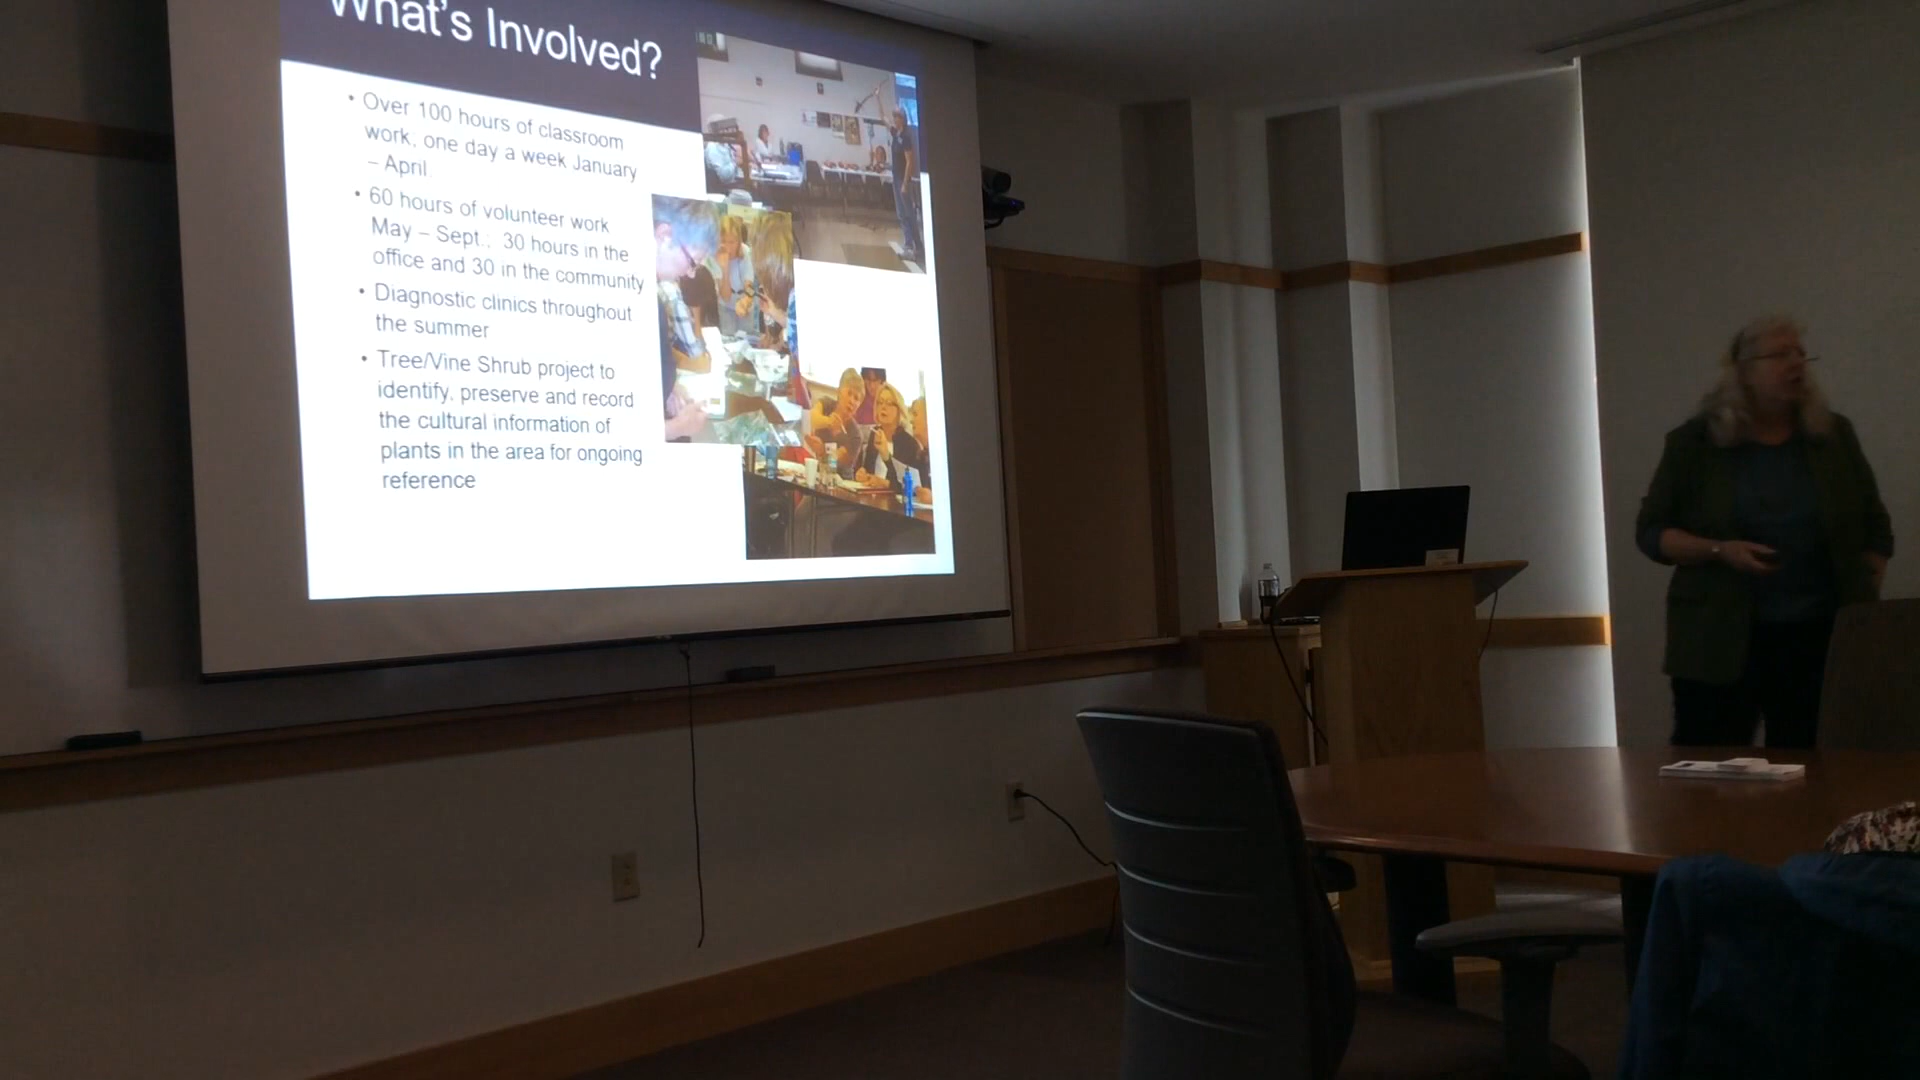 What's Involved?
• Over 100 hours of classroom
work; one day a week January
– April
• 60 hours of volunteer work
May – Sept.; 30 hours in the
office and 30 in the community
• Diagnostic clinics throughout
the summer
• Tree/Vine Shrub project to
identify, preserve and record
the cultural information of
plants in the area for ongoing
reference